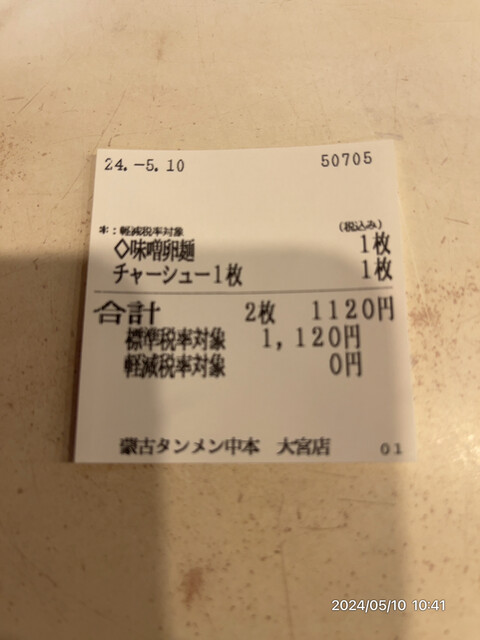 24.-5.10 50705
*：軽減税率対象 (税込み)
◇味噌卵麺 1枚
チャーシュー1枚 1枚
合計 2枚 1120円
標準税率対象 1,120円
軽減税率対象 0円
蒙古タンメン中本 大宮店 01
2024/05/10 10:41